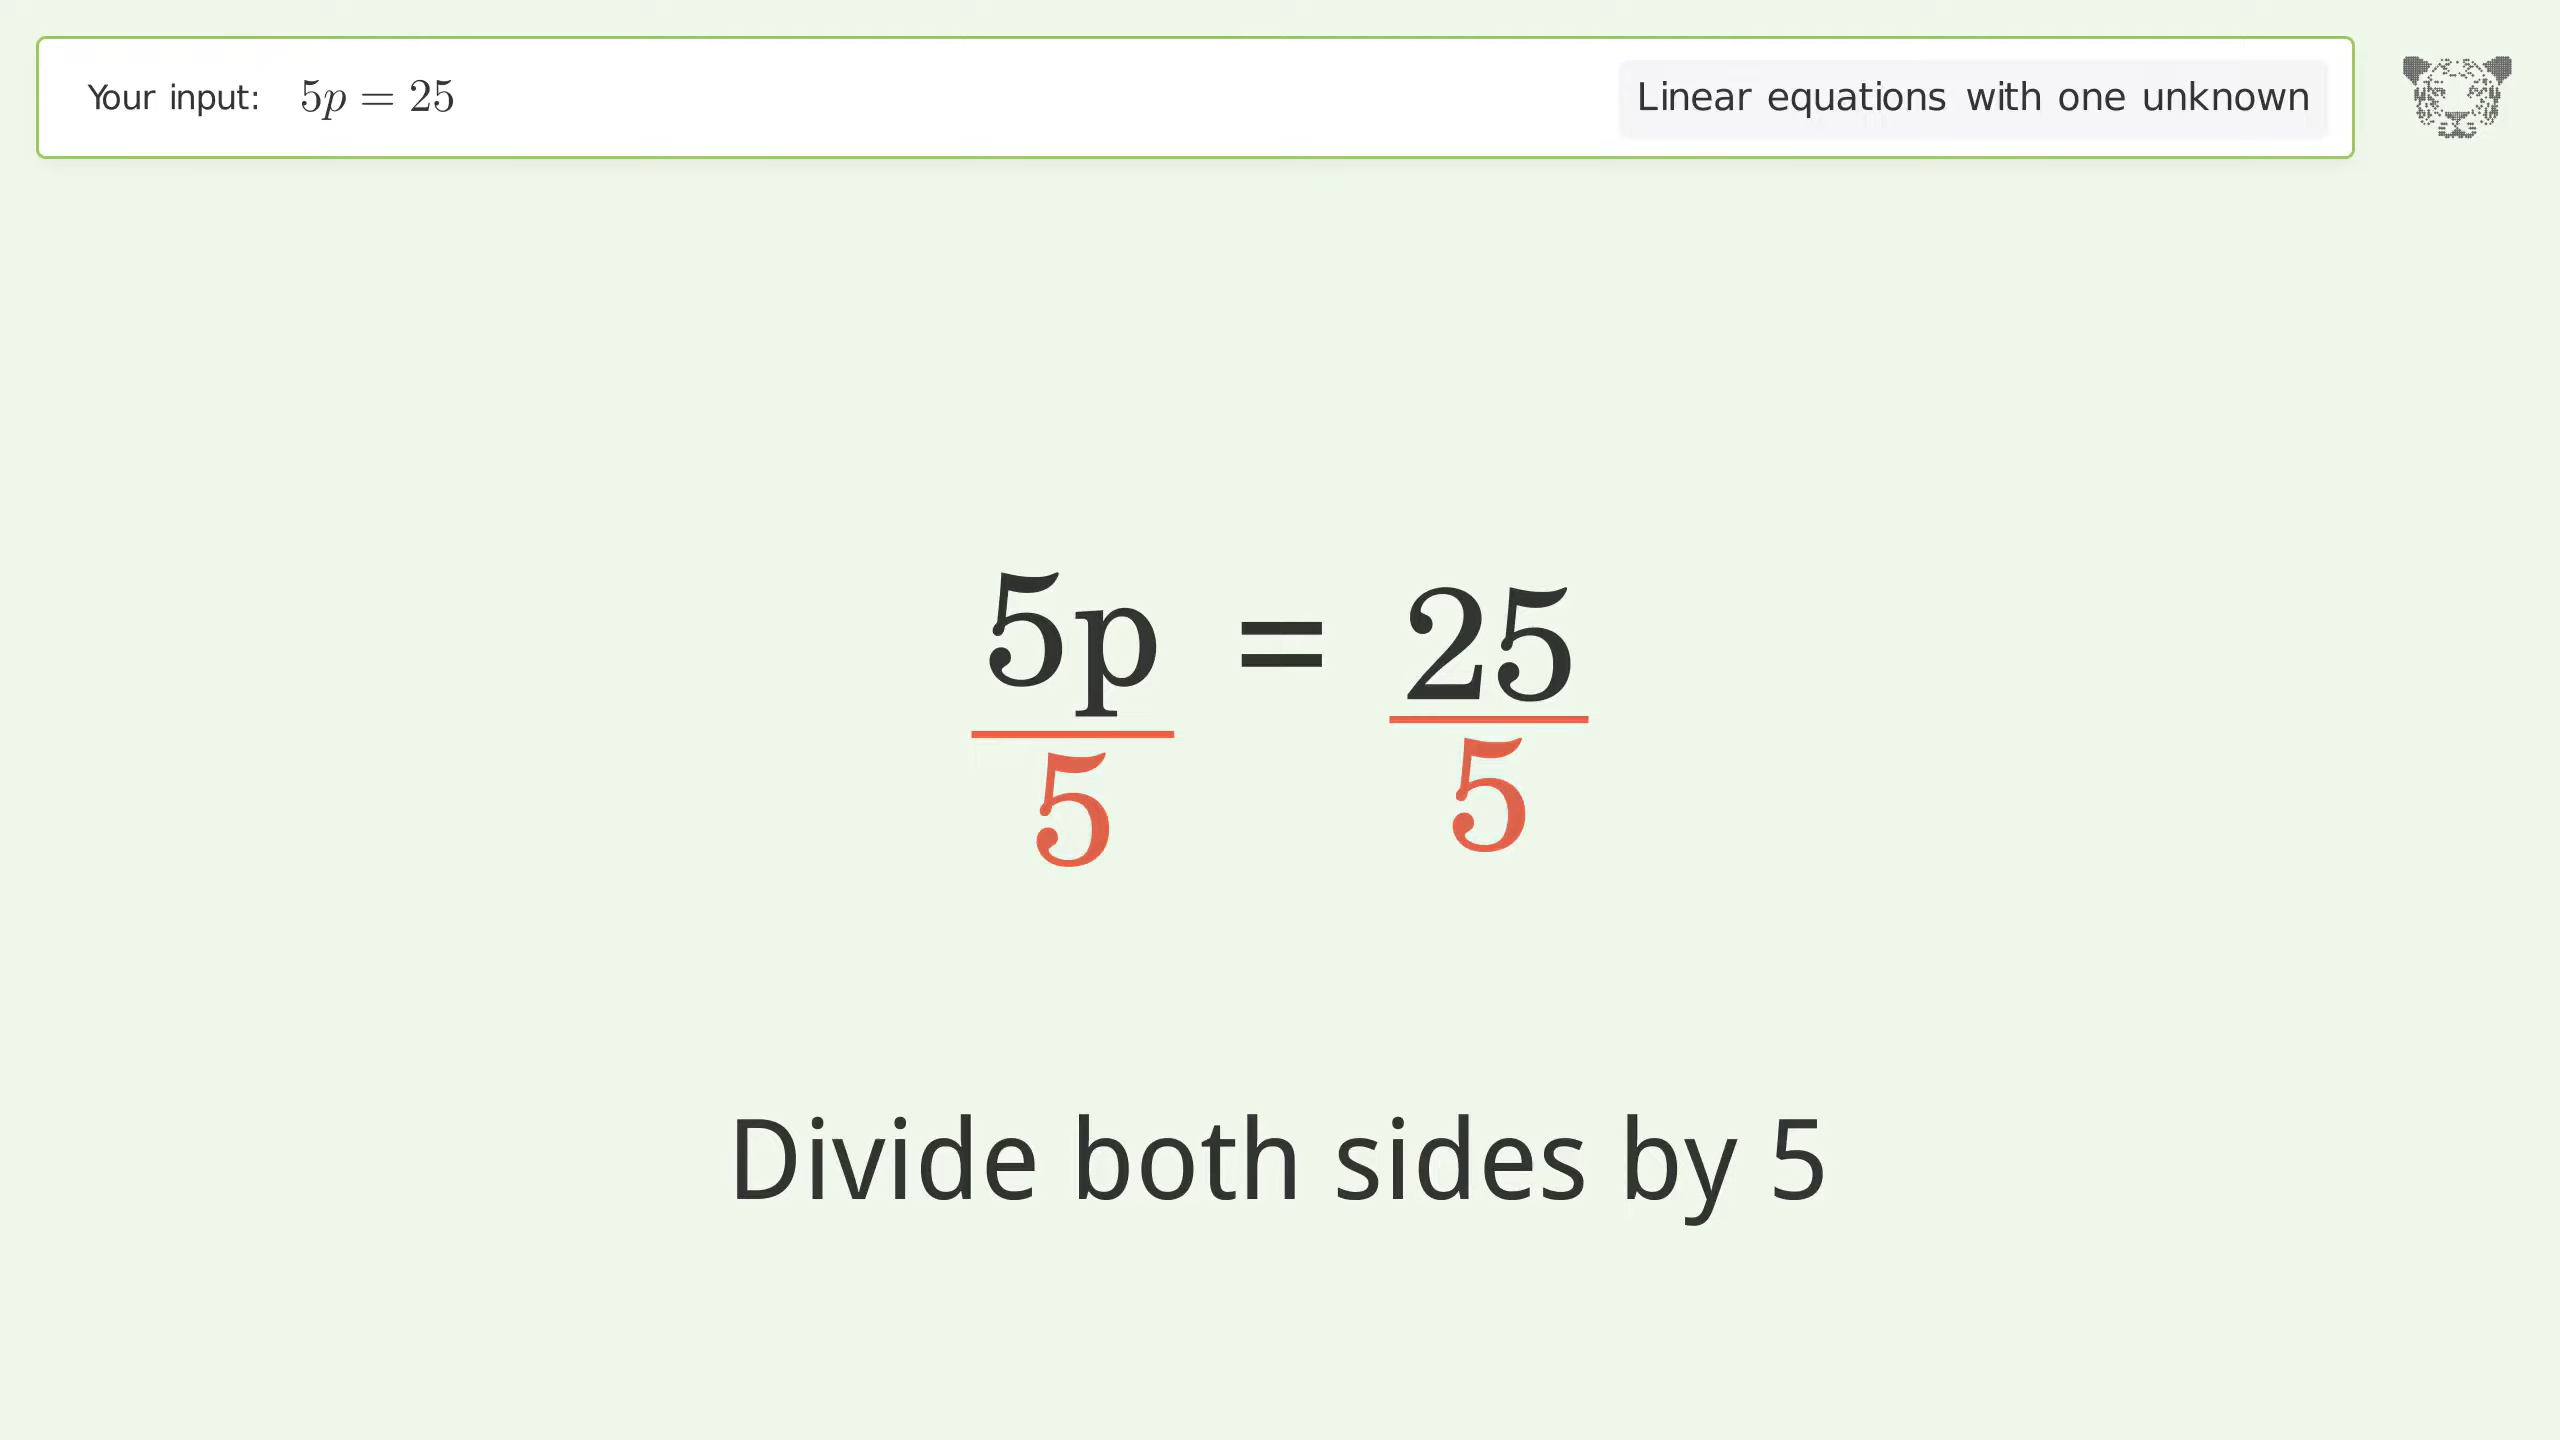 Your input: 5p = 25
Linear equations with one unknown
5p/5 = 25/5
Divide both sides by 5